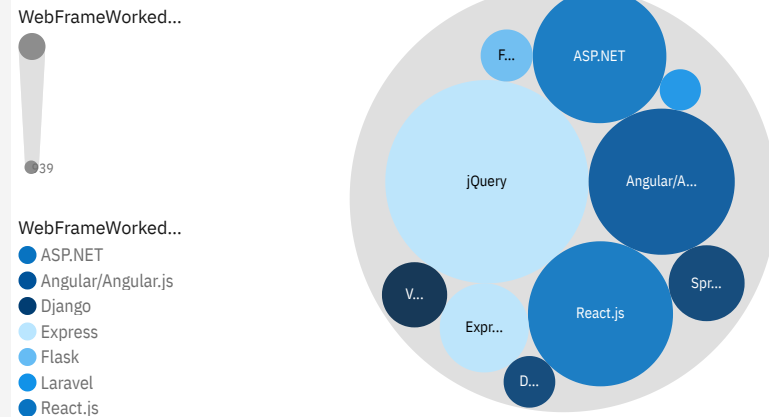 WebFrameWorked...
939
WebFrameWorked...
ASP.NET
Angular/Angular.js
Django
Express
Flask
Laravel
React.js
F...
ASP.NET
jQuery
Angular/A...
V...
Expr...
React.js
Spr...
D...